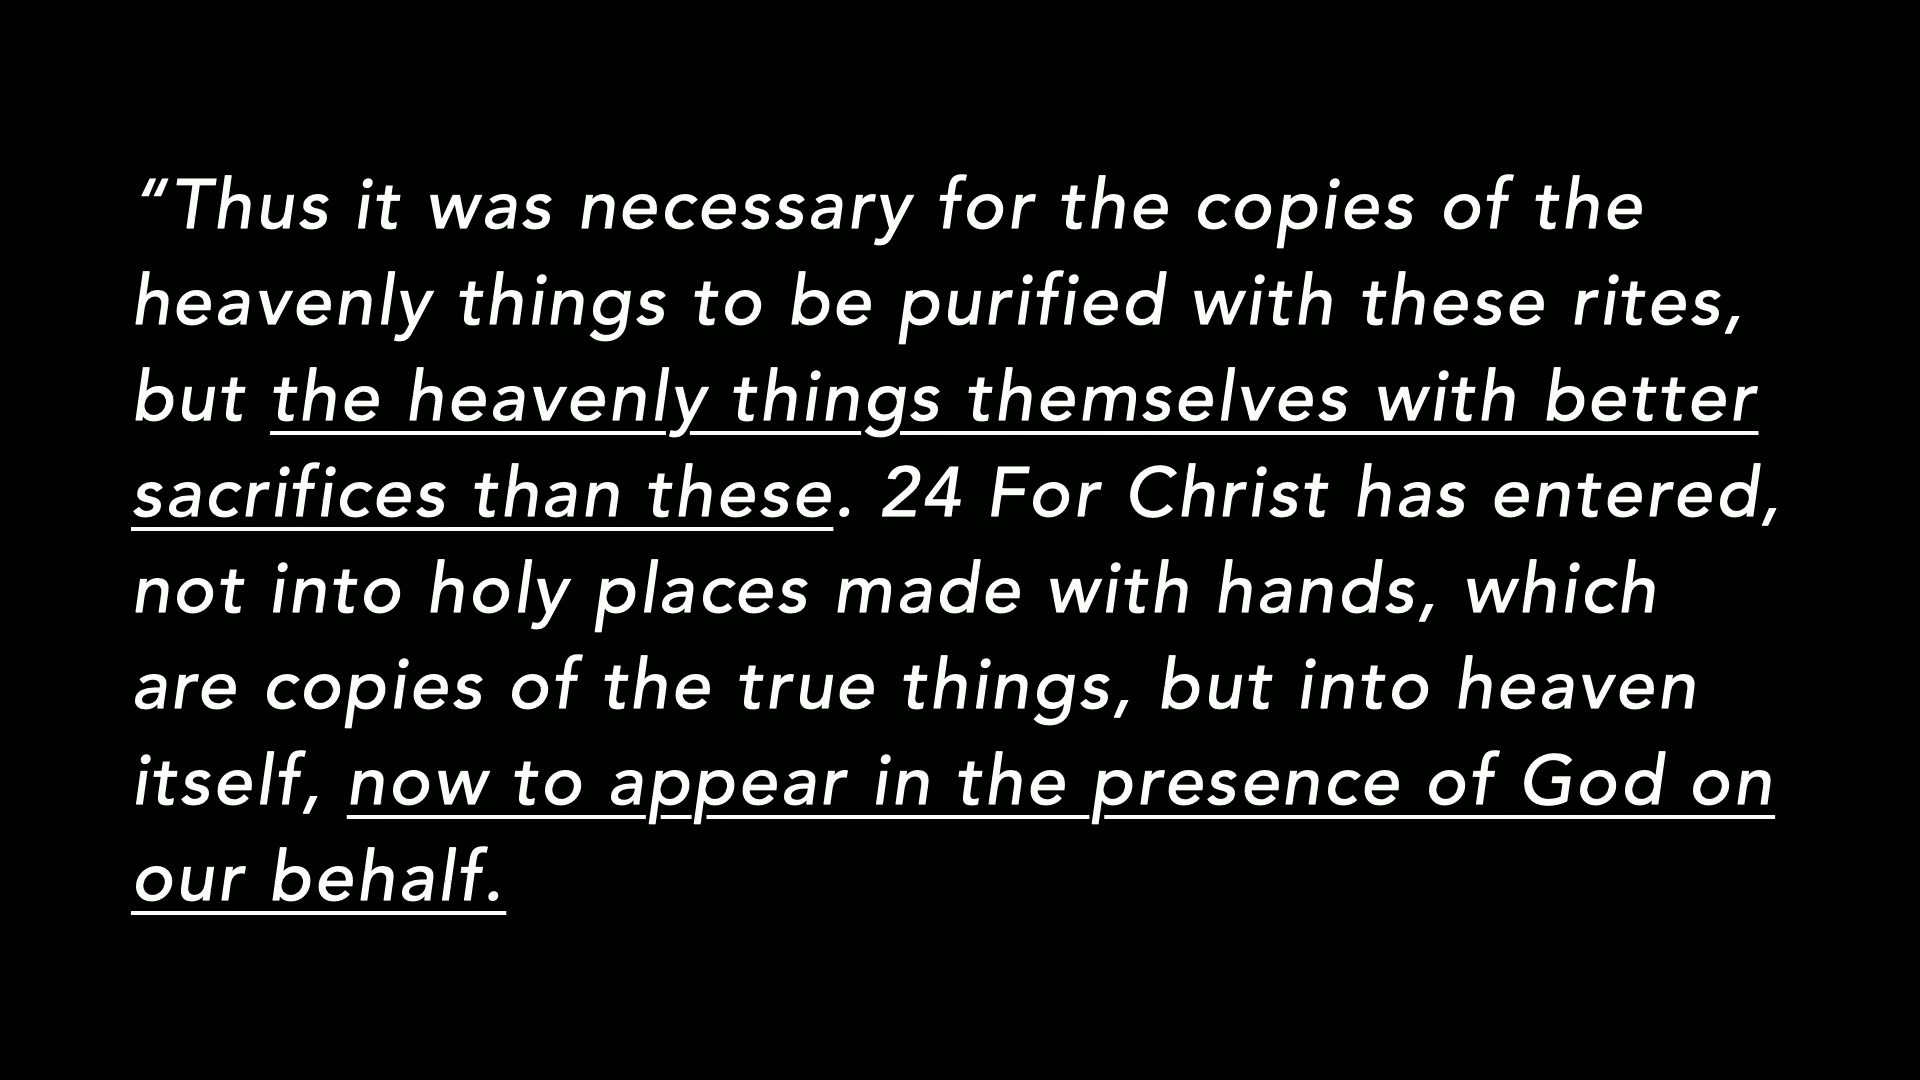 “Thus it was necessary for the copies of the
heavenly things to be purified with these rites,
but the heavenly things themselves with better
sacrifices than these. 24 For Christ has entered,
not into holy places made with hands, which
are copies of the true things, but into heaven
itself, now to appear in the presence of God on
our behalf.